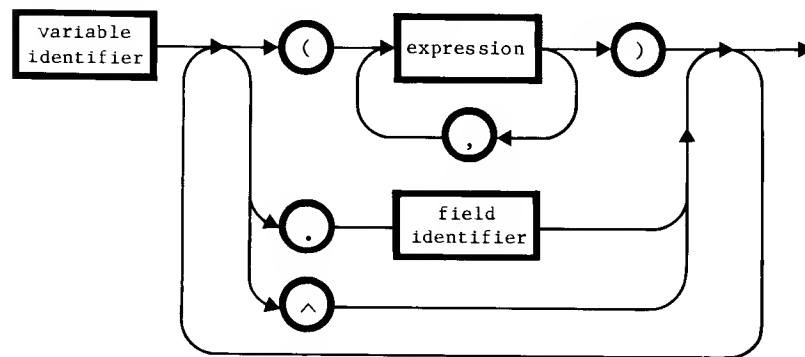 variable
identifier
(
expression
)
,
.
field
identifier
^